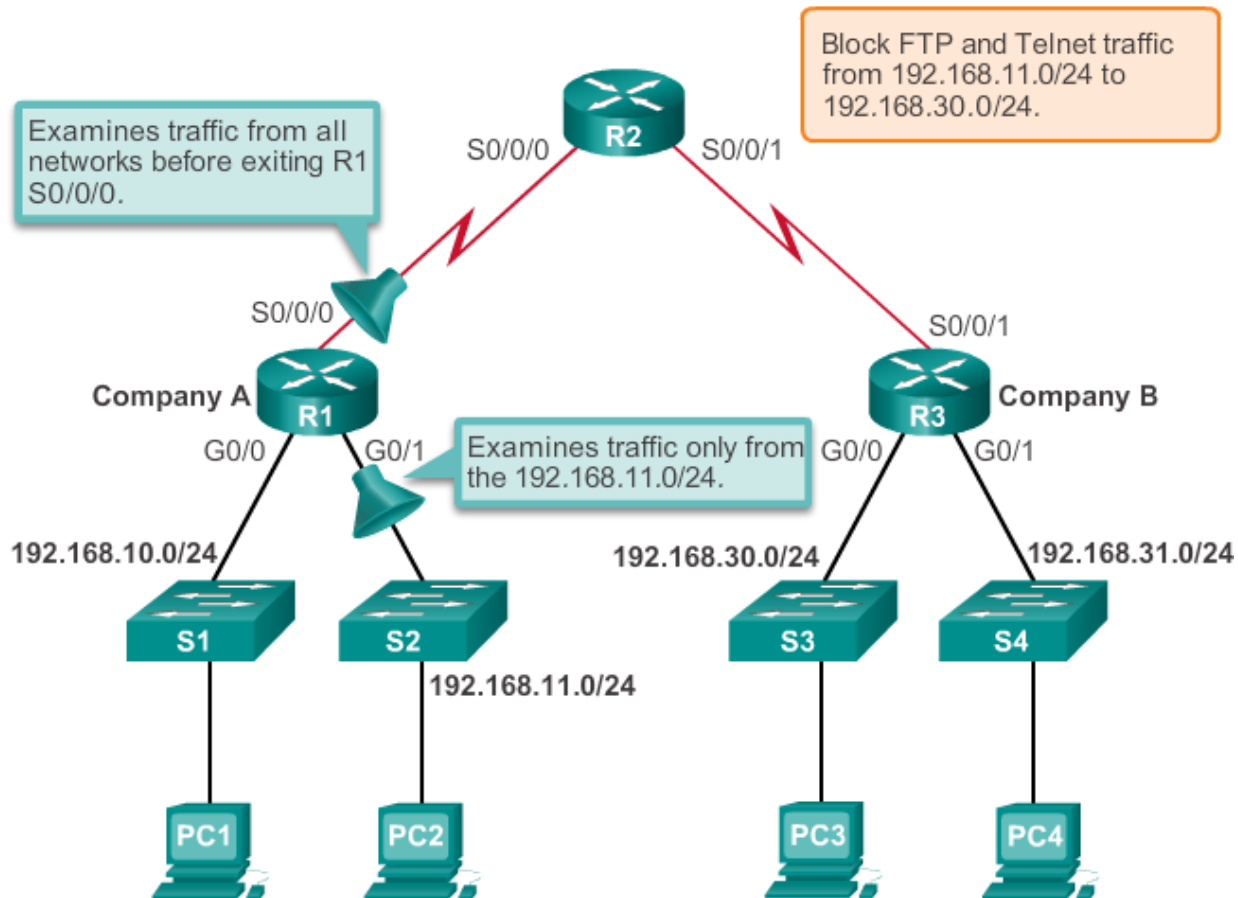 Block FTP and Telnet traffic
from 192.168.11.0/24 to
192.168.30.0/24.
Examines traffic from all
networks before exiting R1
S0/0/0.
R2
S0/0/0
S0/0/1
S0/0/0
S0/0/1
Company A
R1
R3
Company B
G0/0
G0/1
Examines traffic only from
the 192.168.11.0/24.
G0/0
G0/1
192.168.10.0/24
192.168.30.0/24
192.168.31.0/24
S1
S2
S3
S4
192.168.11.0/24
PC1
PC2
PC3
PC4